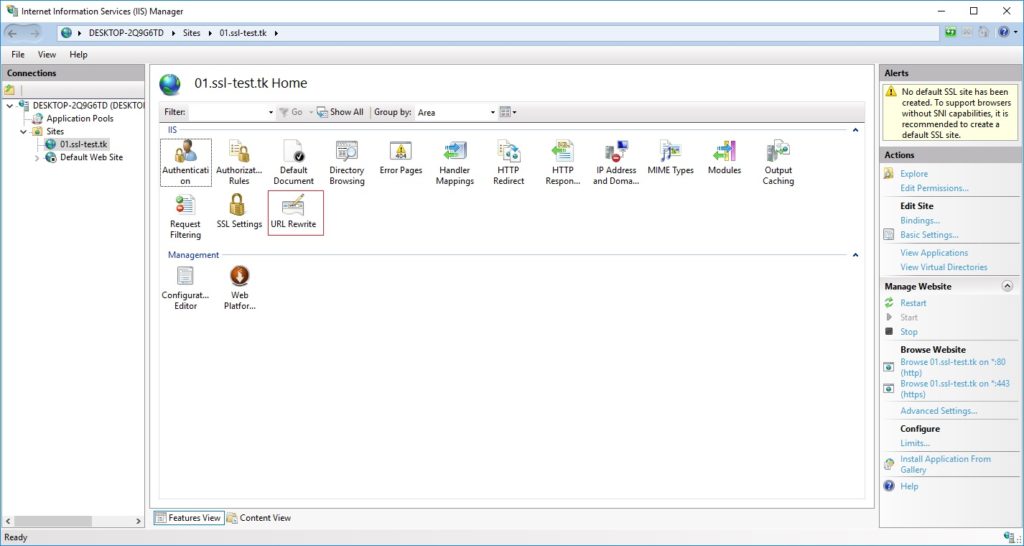 Internet Information Services (IIS) Manager
DESKTOP-2Q9G6TD
Sites
01.ssl-test.tk
File View Help
Connections
DESKTOP-2Q9G6TD (DESKTO
Application Pools
Sites
01.ssl-test.tk
Default Web Site
01.ssl-test.tk Home
Filter: Go Show All Group by: Area
IIS
Authenticati
on
Authorizat...
Rules
Default
Document
Directory
Browsing
404
Error Pages
Handler
Mappings
HTTP
Redirect
HTTP
Respon...
IP Address
and Doma...
MIME Types
Modules
Output
Caching
Request
Filtering
SSL Settings
URL Rewrite
Management
Configurat...
Editor
Web
Platfor...
Features View Content View
Ready
Alerts
No default SSL site has been
created. To support browsers
without SNI capabilities, it is
recommended to create a
default SSL site.
Actions
Explore
Edit Permissions...
Edit Site
Bindings...
Basic Settings...
View Applications
View Virtual Directories
Manage Website
Restart
Start
Stop
Browse Website
Browse 01.ssl-test.tk on *:80
(http)
Browse 01.ssl-test.tk on *:443
(https)
Advanced Settings...
Configure
Limits...
Install Application From
Gallery
Help